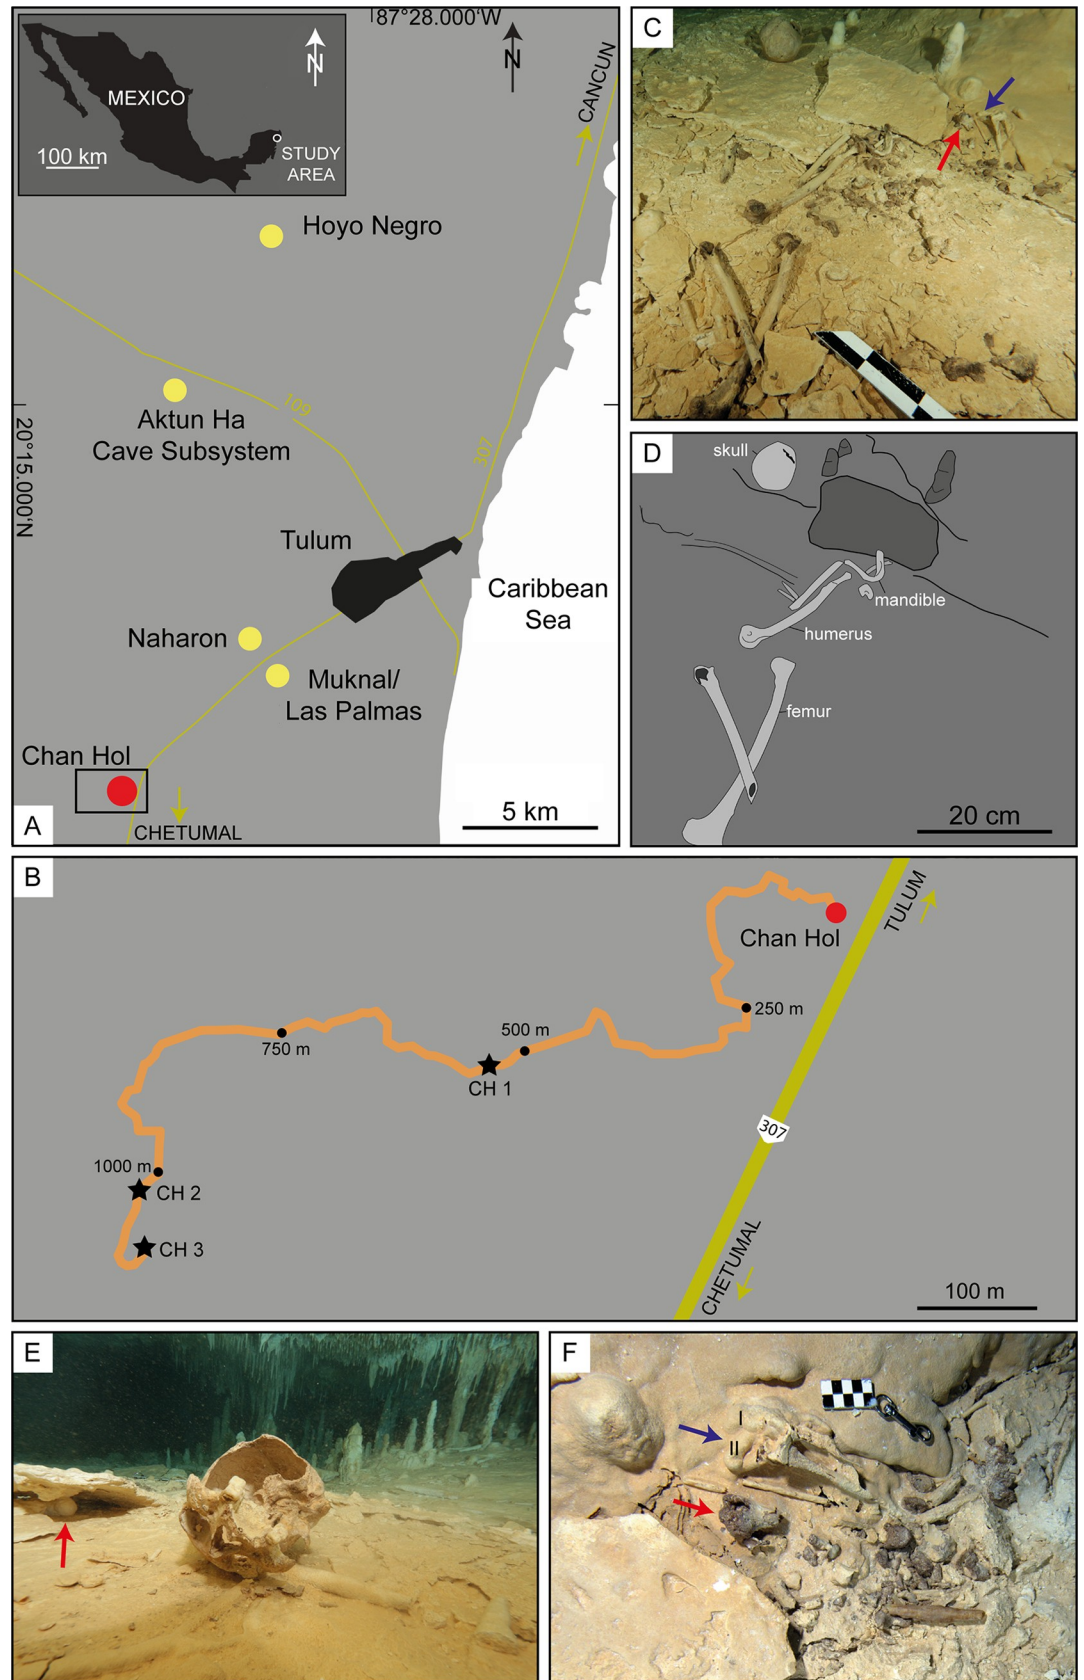 87°28.000'W
N
N
MEXICO
100 km
STUDY
AREA
CANCUN
Hoyo Negro
109
307
Aktun Ha
Cave Subsystem
20°15.000'N
Tulum
Caribbean
Sea
Naharon
Muknal/
Las Palmas
Chan Hol
CHETUMAL
5 km
A
C
D
skull
mandible
humerus
femur
20 cm
B
TULUM
Chan Hol
250 m
500 m
750 m
CH 1
307
1000 m
CH 2
CH 3
CHETUMAL
100 m
E
F
I
II